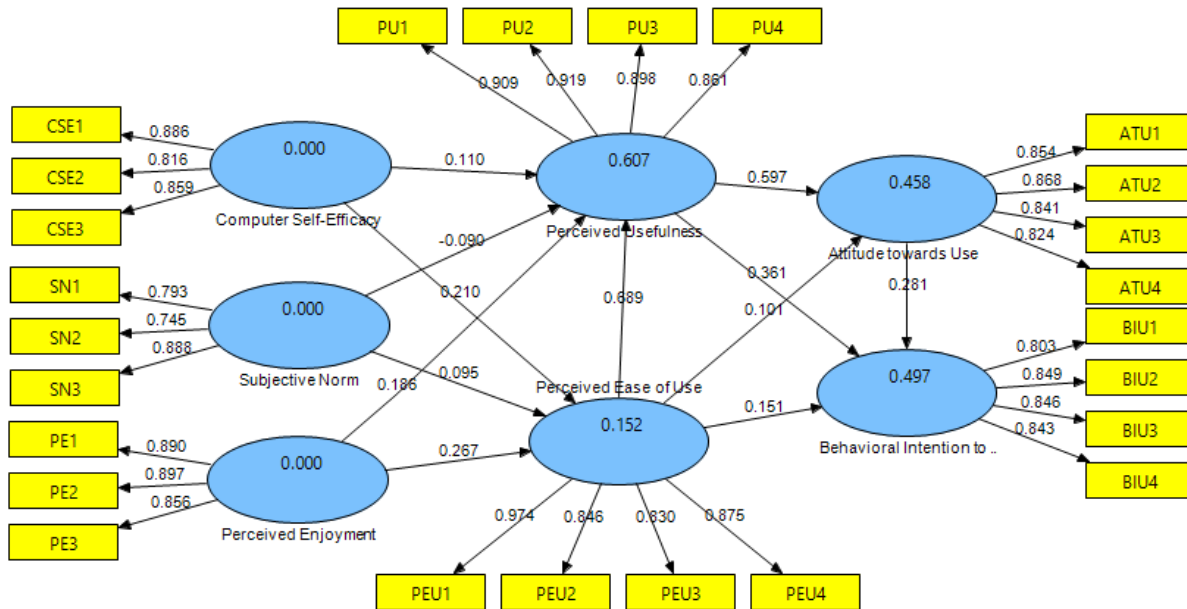 PU1
PU2
PU3
PU4
0.909
0.919
0.898
0.861
CSE1
CSE2
CSE3
0.886
0.816
0.859
0.000
Computer Self-Efficacy
0.110
0.607
Perceived Usefulness
0.597
0.458
Attitude towards Use
0.854
0.868
0.841
0.824
ATU1
ATU2
ATU3
ATU4
SN1
SN2
SN3
0.793
0.745
0.888
0.000
Subjective Norm
-0.090
0.210
0.095
0.186
0.689
0.361
0.101
0.281
PE1
PE2
PE3
0.890
0.897
0.856
0.000
Perceived Enjoyment
0.267
Perceived Ease of Use
0.152
0.151
0.497
Behavioral Intention to ..
0.803
0.849
0.846
0.843
BIU1
BIU2
BIU3
BIU4
0.974
0.846
0.830
0.875
PEU1
PEU2
PEU3
PEU4